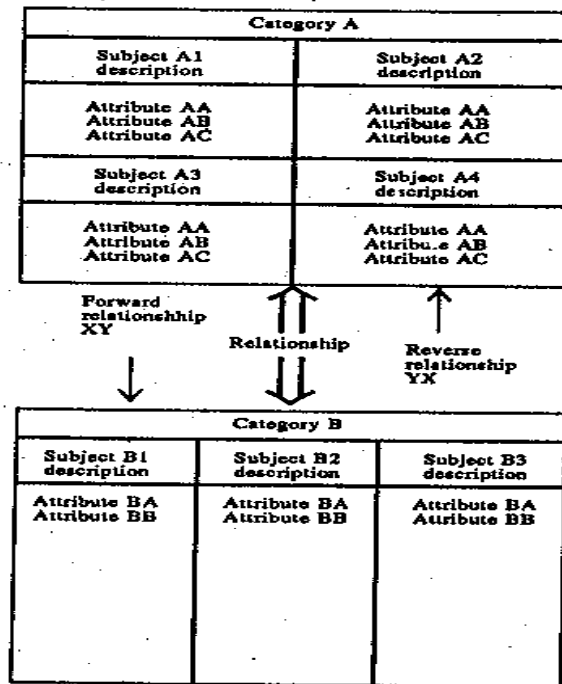 Category A
Subject A1 description
Subject A2 description
Attribute AA
Attribute AB
Attribute AC
Attribute AA
Attribute AB
Attribute AC
Subject A3 description
Subject A4 description
Attribute AA
Attribute AB
Attribute AC
Attribute AA
Attribu.e AB
Attribute AC
Forward
relationshhip
XY
Relationship
Reverse
relationship
YX
Category B
Subject B1 description
Subject B2 description
Subject B3 description
Attribute BA
Attribute BB
Attribute BA
Attribute BB
Attribute BA
Attribute BB